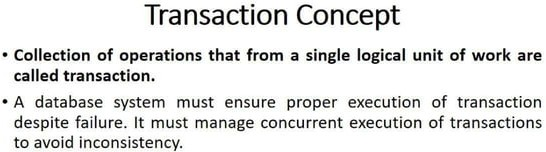 Transaction Concept
• Collection of operations that from a single logical unit of work are
called transaction.
• A database system must ensure proper execution of transaction
despite failure. It must manage concurrent execution of transactions
to avoid inconsistency.